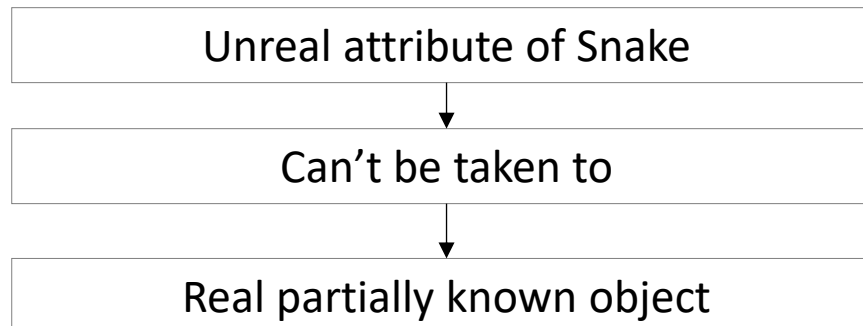 Unreal attribute of Snake
Can’t be taken to
Real partially known object